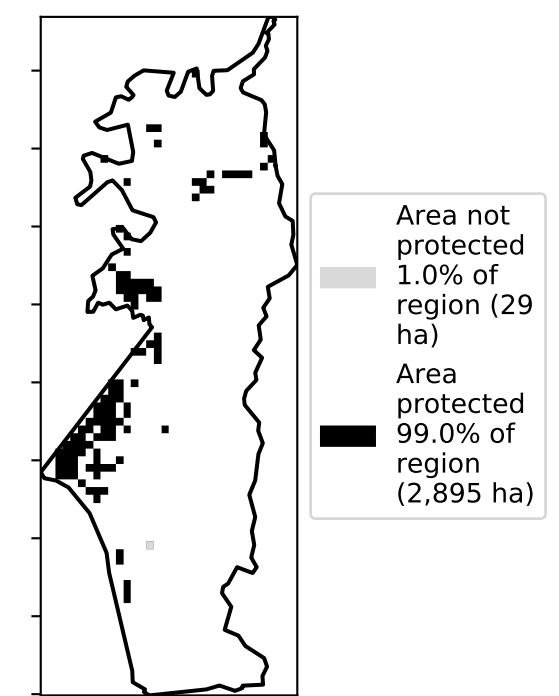 Area not
protected
1.0% of
region (29
ha)
Area
protected
99.0% of
region
(2,895 ha)